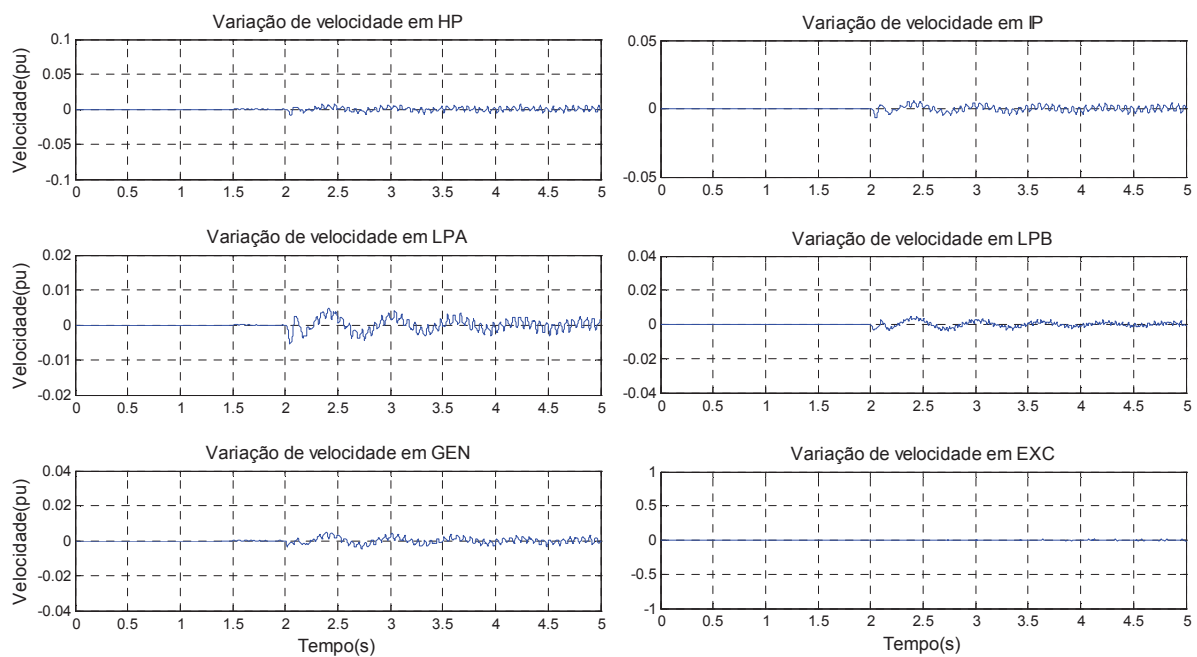 Variação de velocidade em HP
Velocidade(pu)
0.1
0.05
0
-0.05
-0.1
0 0.5 1 1.5 2 2.5 3 3.5 4 4.5 5
Variação de velocidade em IP
0.05
0
-0.05
0 0.5 1 1.5 2 2.5 3 3.5 4 4.5 5
Variação de velocidade em LPA
Velocidade(pu)
0.02
0.01
0
-0.01
-0.02
0 0.5 1 1.5 2 2.5 3 3.5 4 4.5 5
Variação de velocidade em LPB
0.04
0.02
0
-0.02
-0.04
0 0.5 1 1.5 2 2.5 3 3.5 4 4.5 5
Variação de velocidade em GEN
Velocidade(pu)
0.04
0.02
0
-0.02
-0.04
0 0.5 1 1.5 2 2.5 3 3.5 4 4.5 5
Tempo(s)
Variação de velocidade em EXC
1
0.5
0
-0.5
-1
0 0.5 1 1.5 2 2.5 3 3.5 4 4.5 5
Tempo(s)